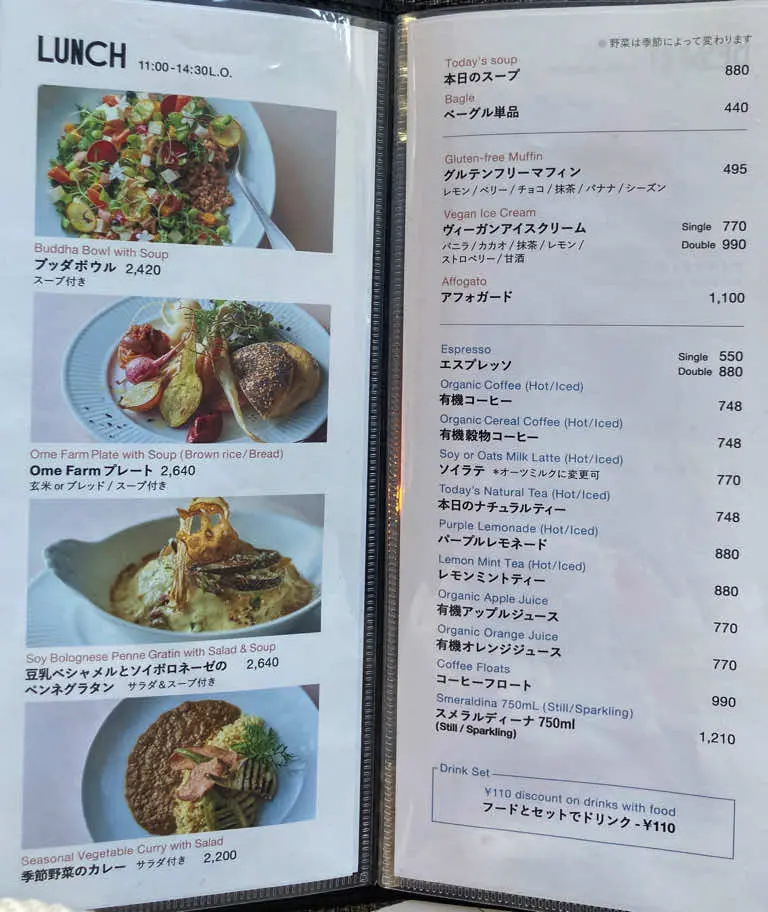 LUNCH 11:00-14:30L.O.
Buddha Bowl with Soup
ブッダボウル 2,420
スープ付き
Ome Farm Plate with Soup (Brown rice/Bread)
Ome Farm プレート 2,640
玄米 or ブレッド / スープ付き
Soy Bolognese Penne Gratin with Salad & Soup
豆乳ベシャメルとソイボロネーゼの 2,640
ペンネグラタン サラダ&スープ付き
Seasonal Vegetable Curry with Salad
季節野菜のカレー サラダ付き 2,200
●野菜は季節によって変わります
Today's soup
本日のスープ 880
Bagle
ベーグル単品 440
Gluten-free Muffin
グルテンフリーマフィン 495
レモン / ベリー / チョコ / 抹茶 / バナナ / シーズン
Vegan Ice Cream
ヴィーガンアイスクリーム Single 770
バニラ / カカオ / 抹茶 / レモン / Double 990
ストロベリー / 甘酒
Affogato
アフォガード 1,100
Espresso
エスプレッソ Single 550
Double 880
Organic Coffee (Hot/Iced)
有機コーヒー 748
Organic Cereal Coffee (Hot/Iced)
有機穀物コーヒー 748
Soy or Oats Milk Latte (Hot/Iced)
ソイラテ *オーツミルクに変更可 770
Today's Natural Tea (Hot/Iced)
本日のナチュラルティー 748
Purple Lemonade (Hot/Iced)
パープルレモネード 880
Lemon Mint Tea (Hot/Iced)
レモンミントティー 880
Organic Apple Juice
有機アップルジュース 770
Organic Orange Juice
有機オレンジジュース 770
Coffee Floats
コーヒーフロート 990
Smeraldina 750mL (Still/Sparkling)
スメラルディーナ 750ml 1,210
(Still / Sparkling)
Drink Set
¥110 discount on drinks with food
フードとセットでドリンク -¥110